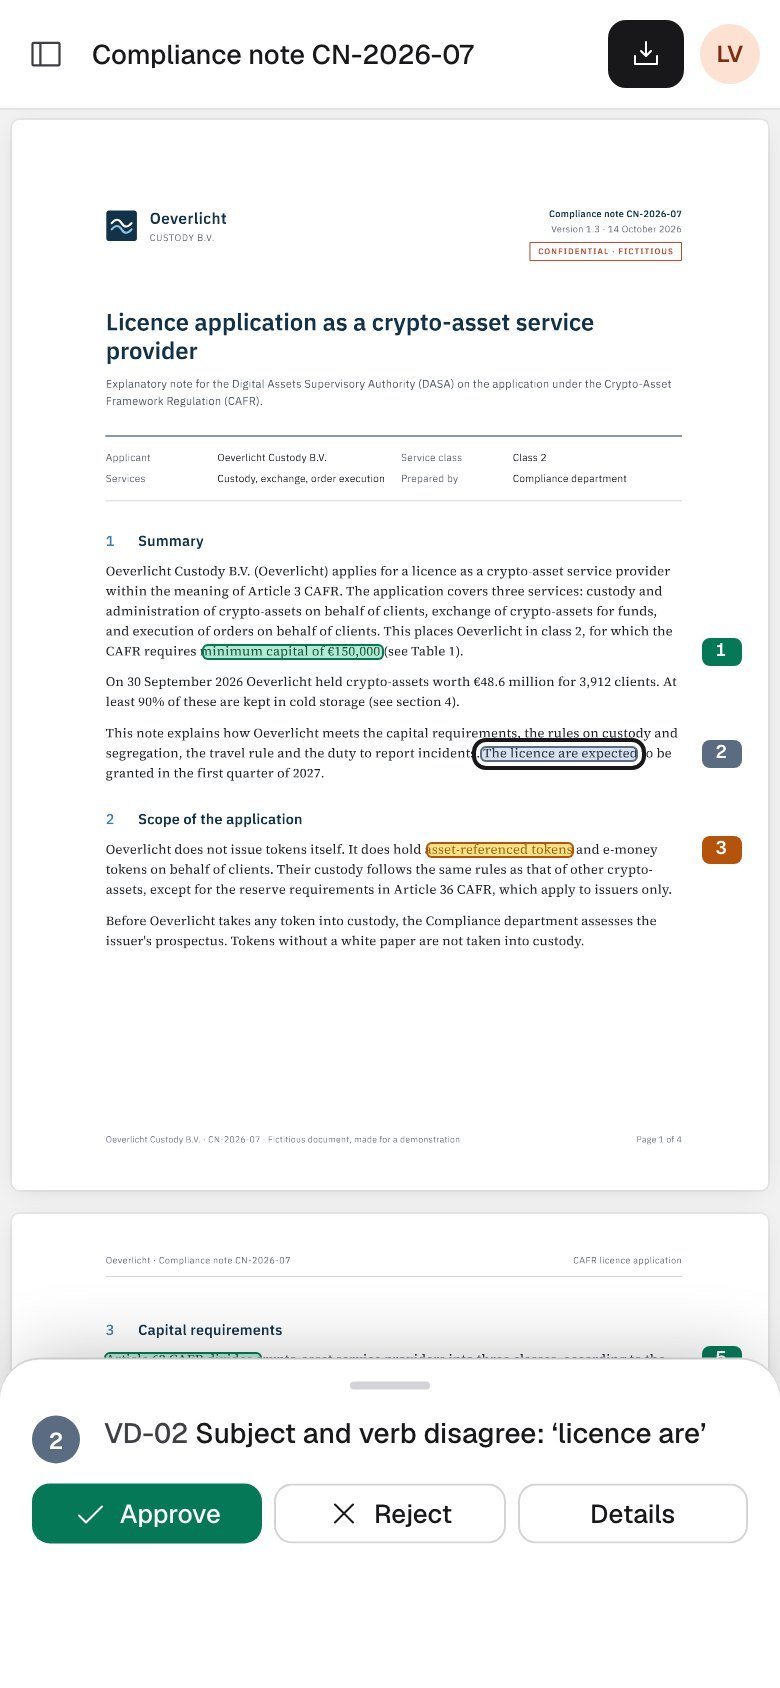 Compliance note CN-2026-07
LV
Oeverlicht
CUSTODY B.V.
Compliance note CN-2026-07
Version 1.3 · 14 October 2026
CONFIDENTIAL · FICTITIOUS
Licence application as a crypto-asset service
provider
Explanatory note for the Digital Assets Supervisory Authority (DASA) on the application under the Crypto-Asset
Framework Regulation (CAFR).
Applicant Oeverlicht Custody B.V. Service class Class 2
Services Custody, exchange, order execution Prepared by Compliance department
1 Summary
Oeverlicht Custody B.V. (Oeverlicht) applies for a licence as a crypto-asset service provider
within the meaning of Article 3 CAFR. The application covers three services: custody and
administration of crypto-assets on behalf of clients, exchange of crypto-assets for funds,
and execution of orders on behalf of clients. This places Oeverlicht in class 2, for which the
CAFR requires minimum capital of €150,000 (see Table 1).
1
On 30 September 2026 Oeverlicht held crypto-assets worth €48.6 million for 3,912 clients. At
least 90% of these are kept in cold storage (see section 4).
This note explains how Oeverlicht meets the capital requirements, the rules on custody and
segregation, the travel rule and the duty to report incidents. The licence are expected to be
2
granted in the first quarter of 2027.
2 Scope of the application
Oeverlicht does not issue tokens itself. It does hold asset-referenced tokens and e-money
3
tokens on behalf of clients. Their custody follows the same rules as that of other crypto-
assets, except for the reserve requirements in Article 36 CAFR, which apply to issuers only.
Before Oeverlicht takes any token into custody, the Compliance department assesses the
issuer's prospectus. Tokens without a white paper are not taken into custody.
Oeverlicht Custody B.V. · CN-2026-07 · Fictitious document, made for a demonstration
Page 1 of 4
Oeverlicht · Compliance note CN-2026-07
CAFR licence application
3 Capital requirements
2
VD-02 Subject and verb disagree: ‘licence are’
Approve
Reject
Details